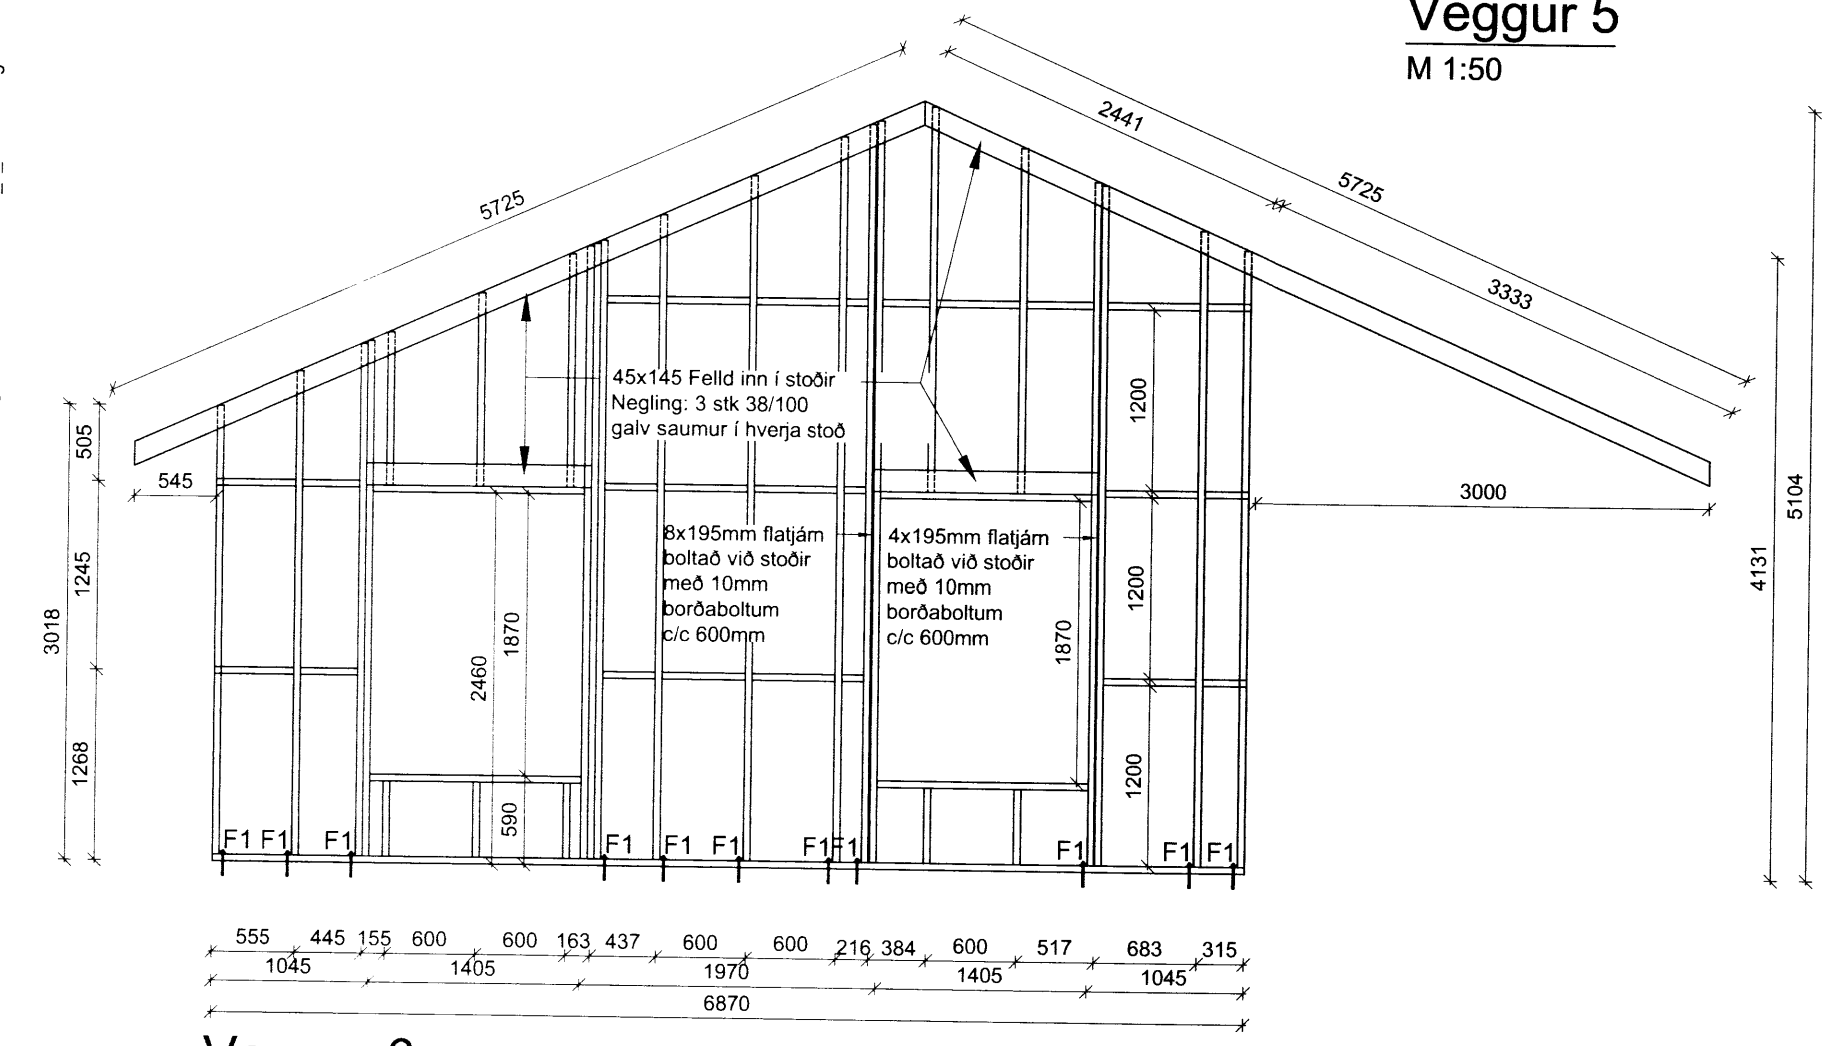 Veggur 5
M 1:50
5725
2441
5725
3333
45x145 Felld inn í stoðir
Negling: 3 stk 38/100
galv saumur í hverja stoð
505
545
1200
3000
5104
8x195mm flatjárn
boltað við stoðir
með 10mm
borðaboltum
c/c 600mm
4x195mm flatjárn
boltað við stoðir
með 10mm
borðaboltum
c/c 600mm
1245
1200
4131
3018
1870
2460
1870
1268
590
1200
F1 F1 F1 F1 F1 F1 F1 F1 F1 F1 F1
555 445 155 600 600 163 437 600 600 216 384 600 517 683 315
1045 1405 1970 1405 1045
6870